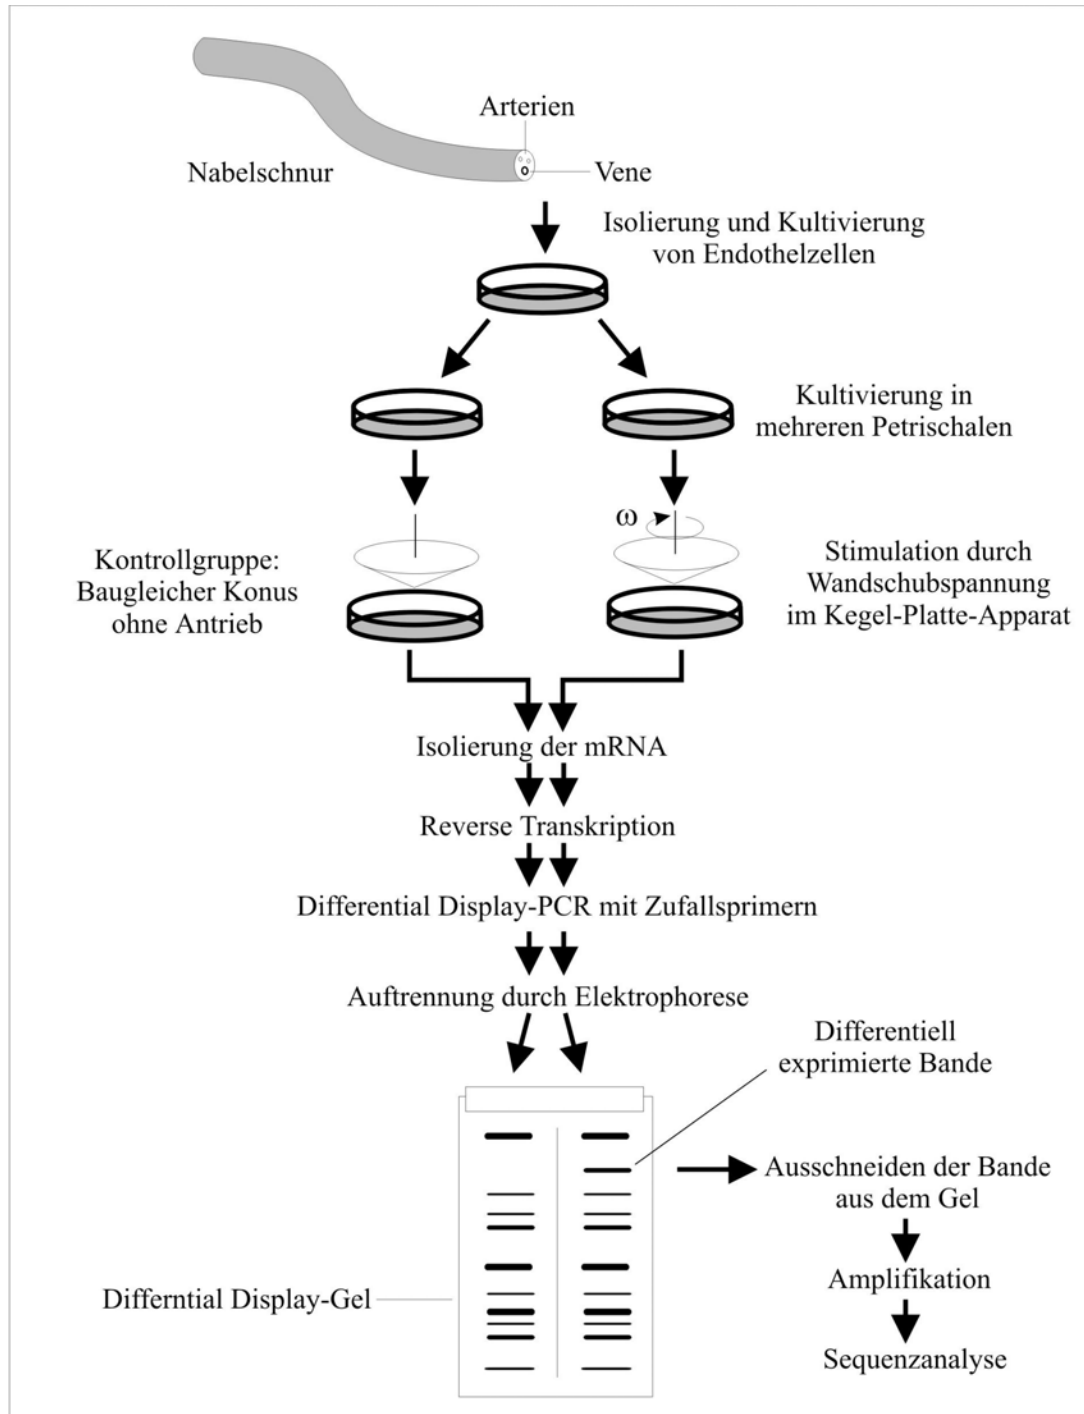 Arterien
Nabelschnur
Vene
Isolierung und Kultivierung
von Endothelzellen
Kultivierung in
mehreren Petrischalen
ω
Kontrollgruppe:
Baugleicher Konus
ohne Antrieb
Stimulation durch
Wandschubspannung
im Kegel-Platte-Apparat
Isolierung der mRNA
Reverse Transkription
Differential Display-PCR mit Zufallsprimern
Auftrennung durch Elektrophorese
Differentiell
exprimierte Bande
Ausschneiden der Bande
aus dem Gel
Amplifikation
Differntial Display-Gel
Sequenzanalyse